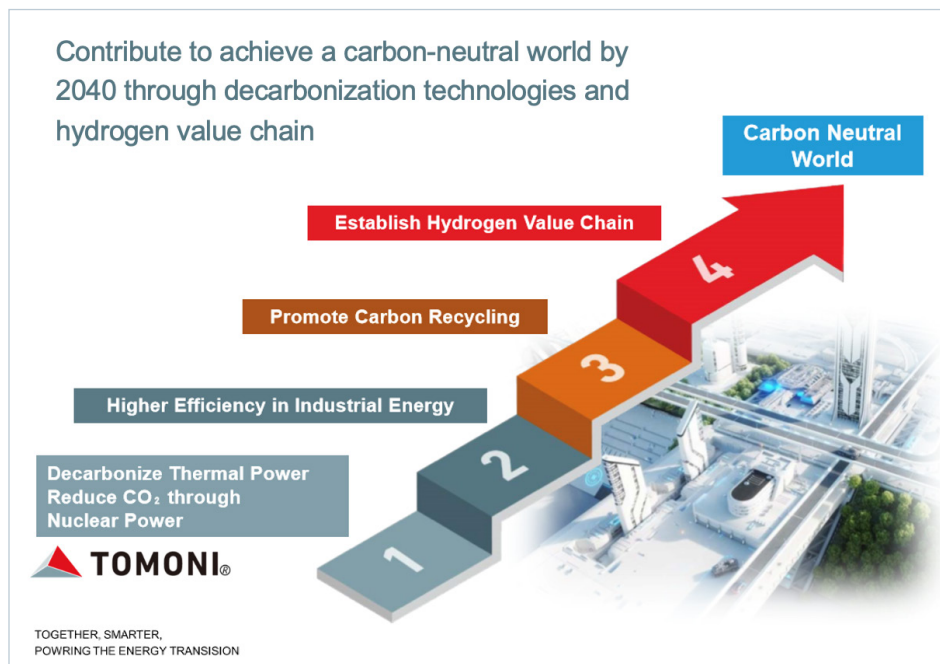 Contribute to achieve a carbon-neutral world by
2040 through decarbonization technologies and
hydrogen value chain
Carbon Neutral
World
Establish Hydrogen Value Chain
4
Promote Carbon Recycling
3
Higher Efficiency in Industrial Energy
2
Decarbonize Thermal Power
Reduce CO₂ through
Nuclear Power
1
TOMONI®
TOGETHER, SMARTER,
POWRING THE ENERGY TRANSISION